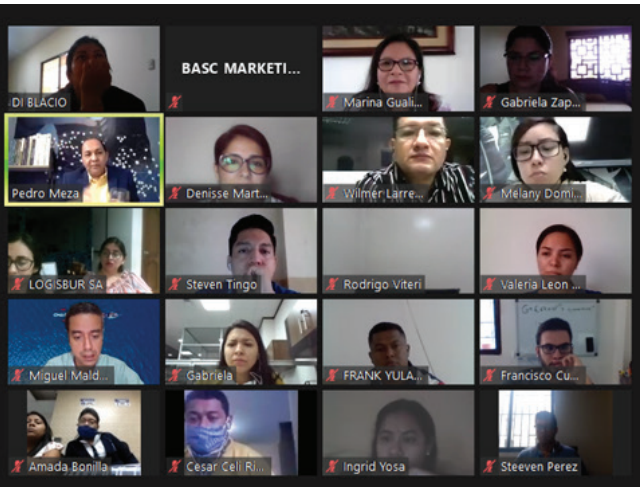 DI BLACIO
BASC MARKETI...
Marina Guali...
Gabriela Zap...
Pedro Meza
Denisse Mart...
Wilmer Larre...
Melany Domi...
LOGISBUR SA
Steven Tingo
Rodrigo Viteri
Valeria Leon ...
Miguel Mald...
Gabriela
FRANK YULA...
Francisco Cu...
Amada Bonilla
Cesar Celi Ri...
Ingrid Yosa
Steeven Perez